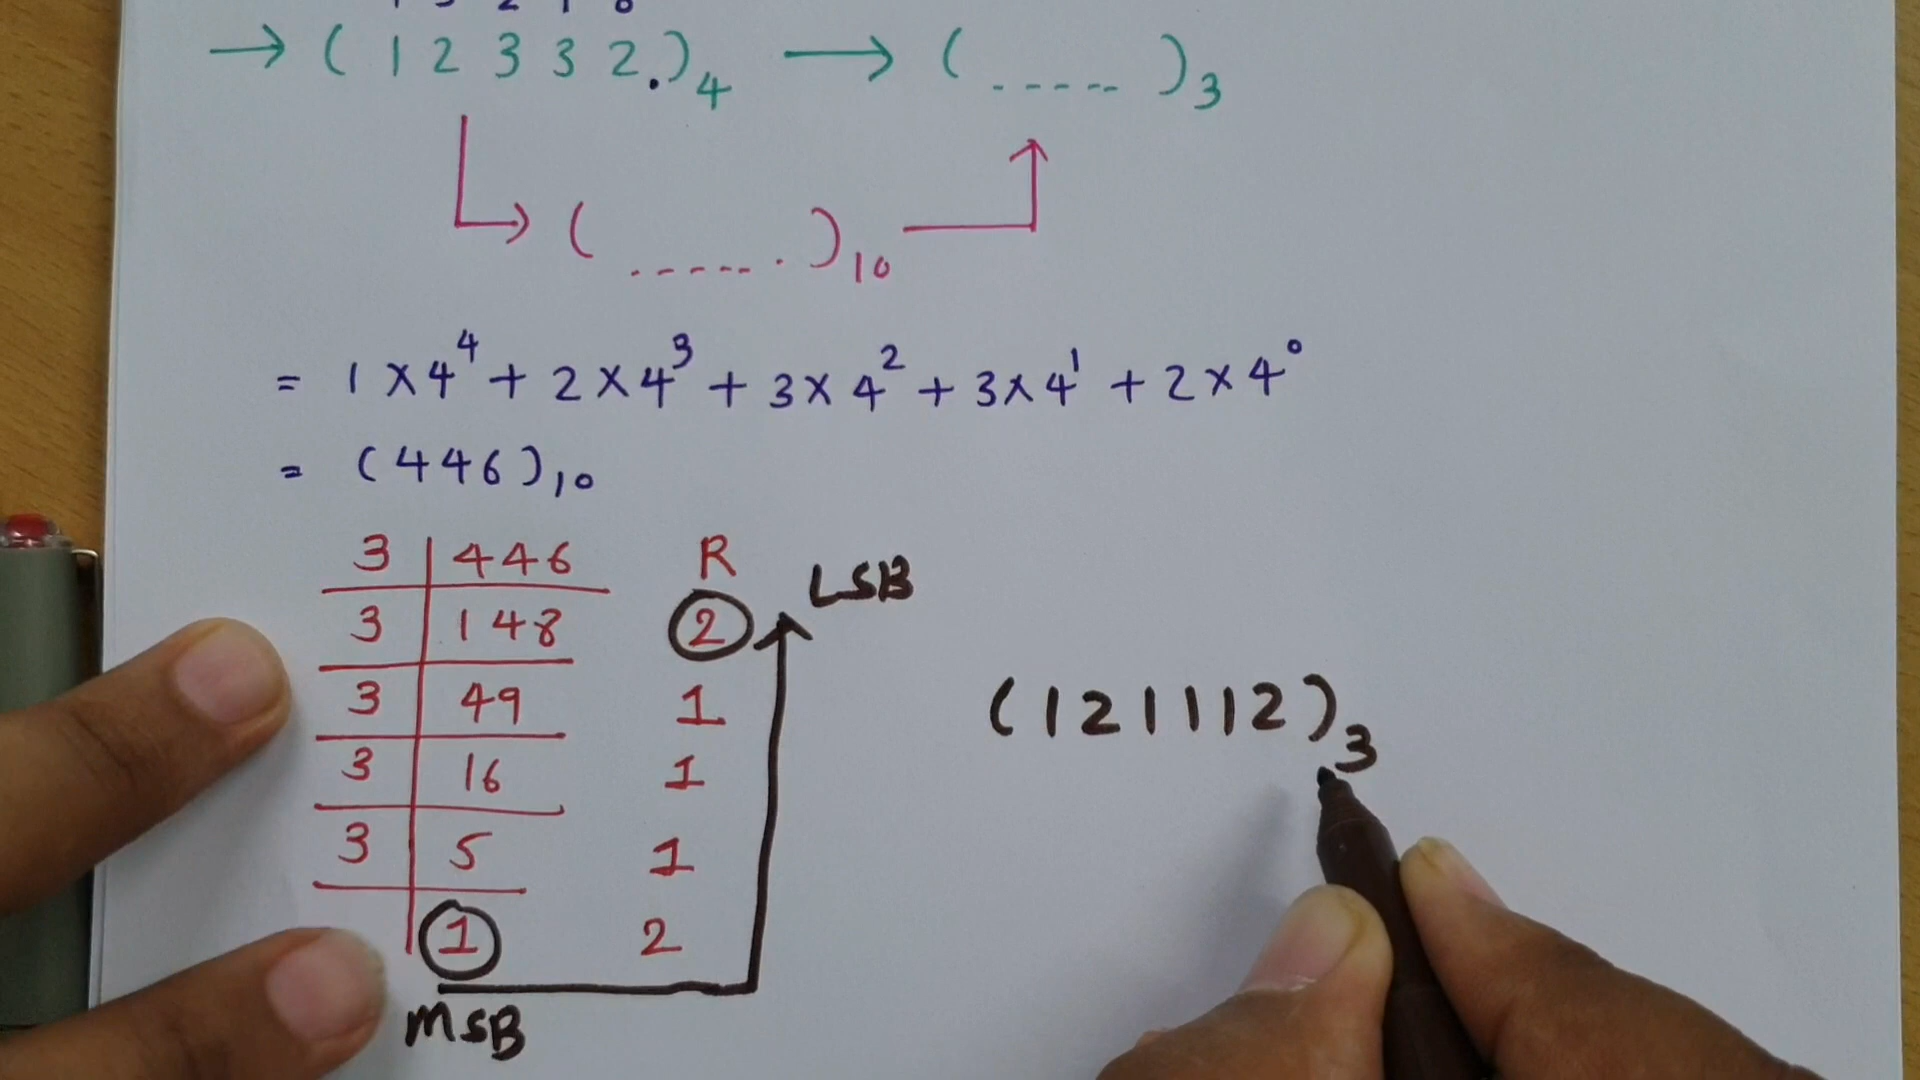 → ( 1 2 3 3 2 . )₄ → ( - - - - - )₃
( - - - - - . )₁₀
= 1 × 4⁴ + 2 × 4³ + 3 × 4² + 3 × 4¹ + 2 × 4⁰
= (446)₁₀
3 | 446 R LSB
3 | 148 2
3 | 49 1
(121112)₃
3 | 16 1
3 | 5 1
1 2
MSB